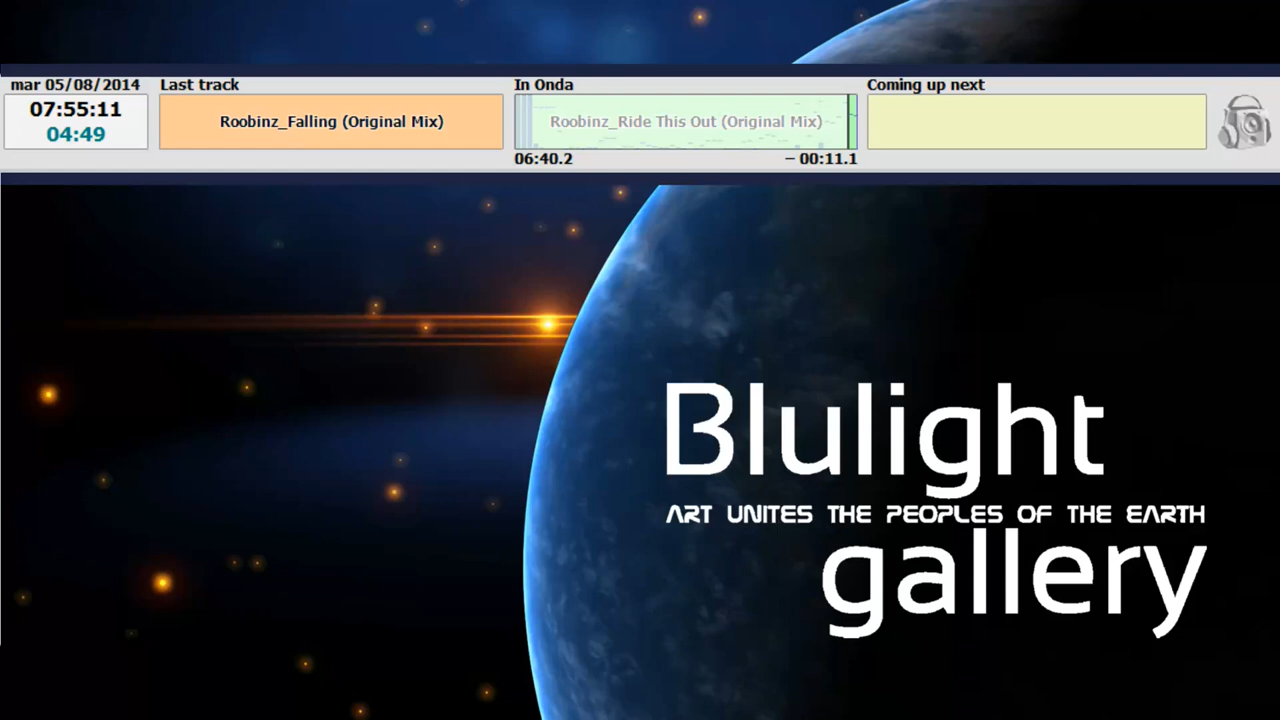 mar 05/08/2014 Last track In Onda Coming up next
07:55:11
04:49
Roobinz_Falling (Original Mix) Roobinz_Ride This Out (Original Mix)
06:40.2 – 00:11.1
Blulight
ART UNITES THE PEOPLES OF THE EARTH
gallery